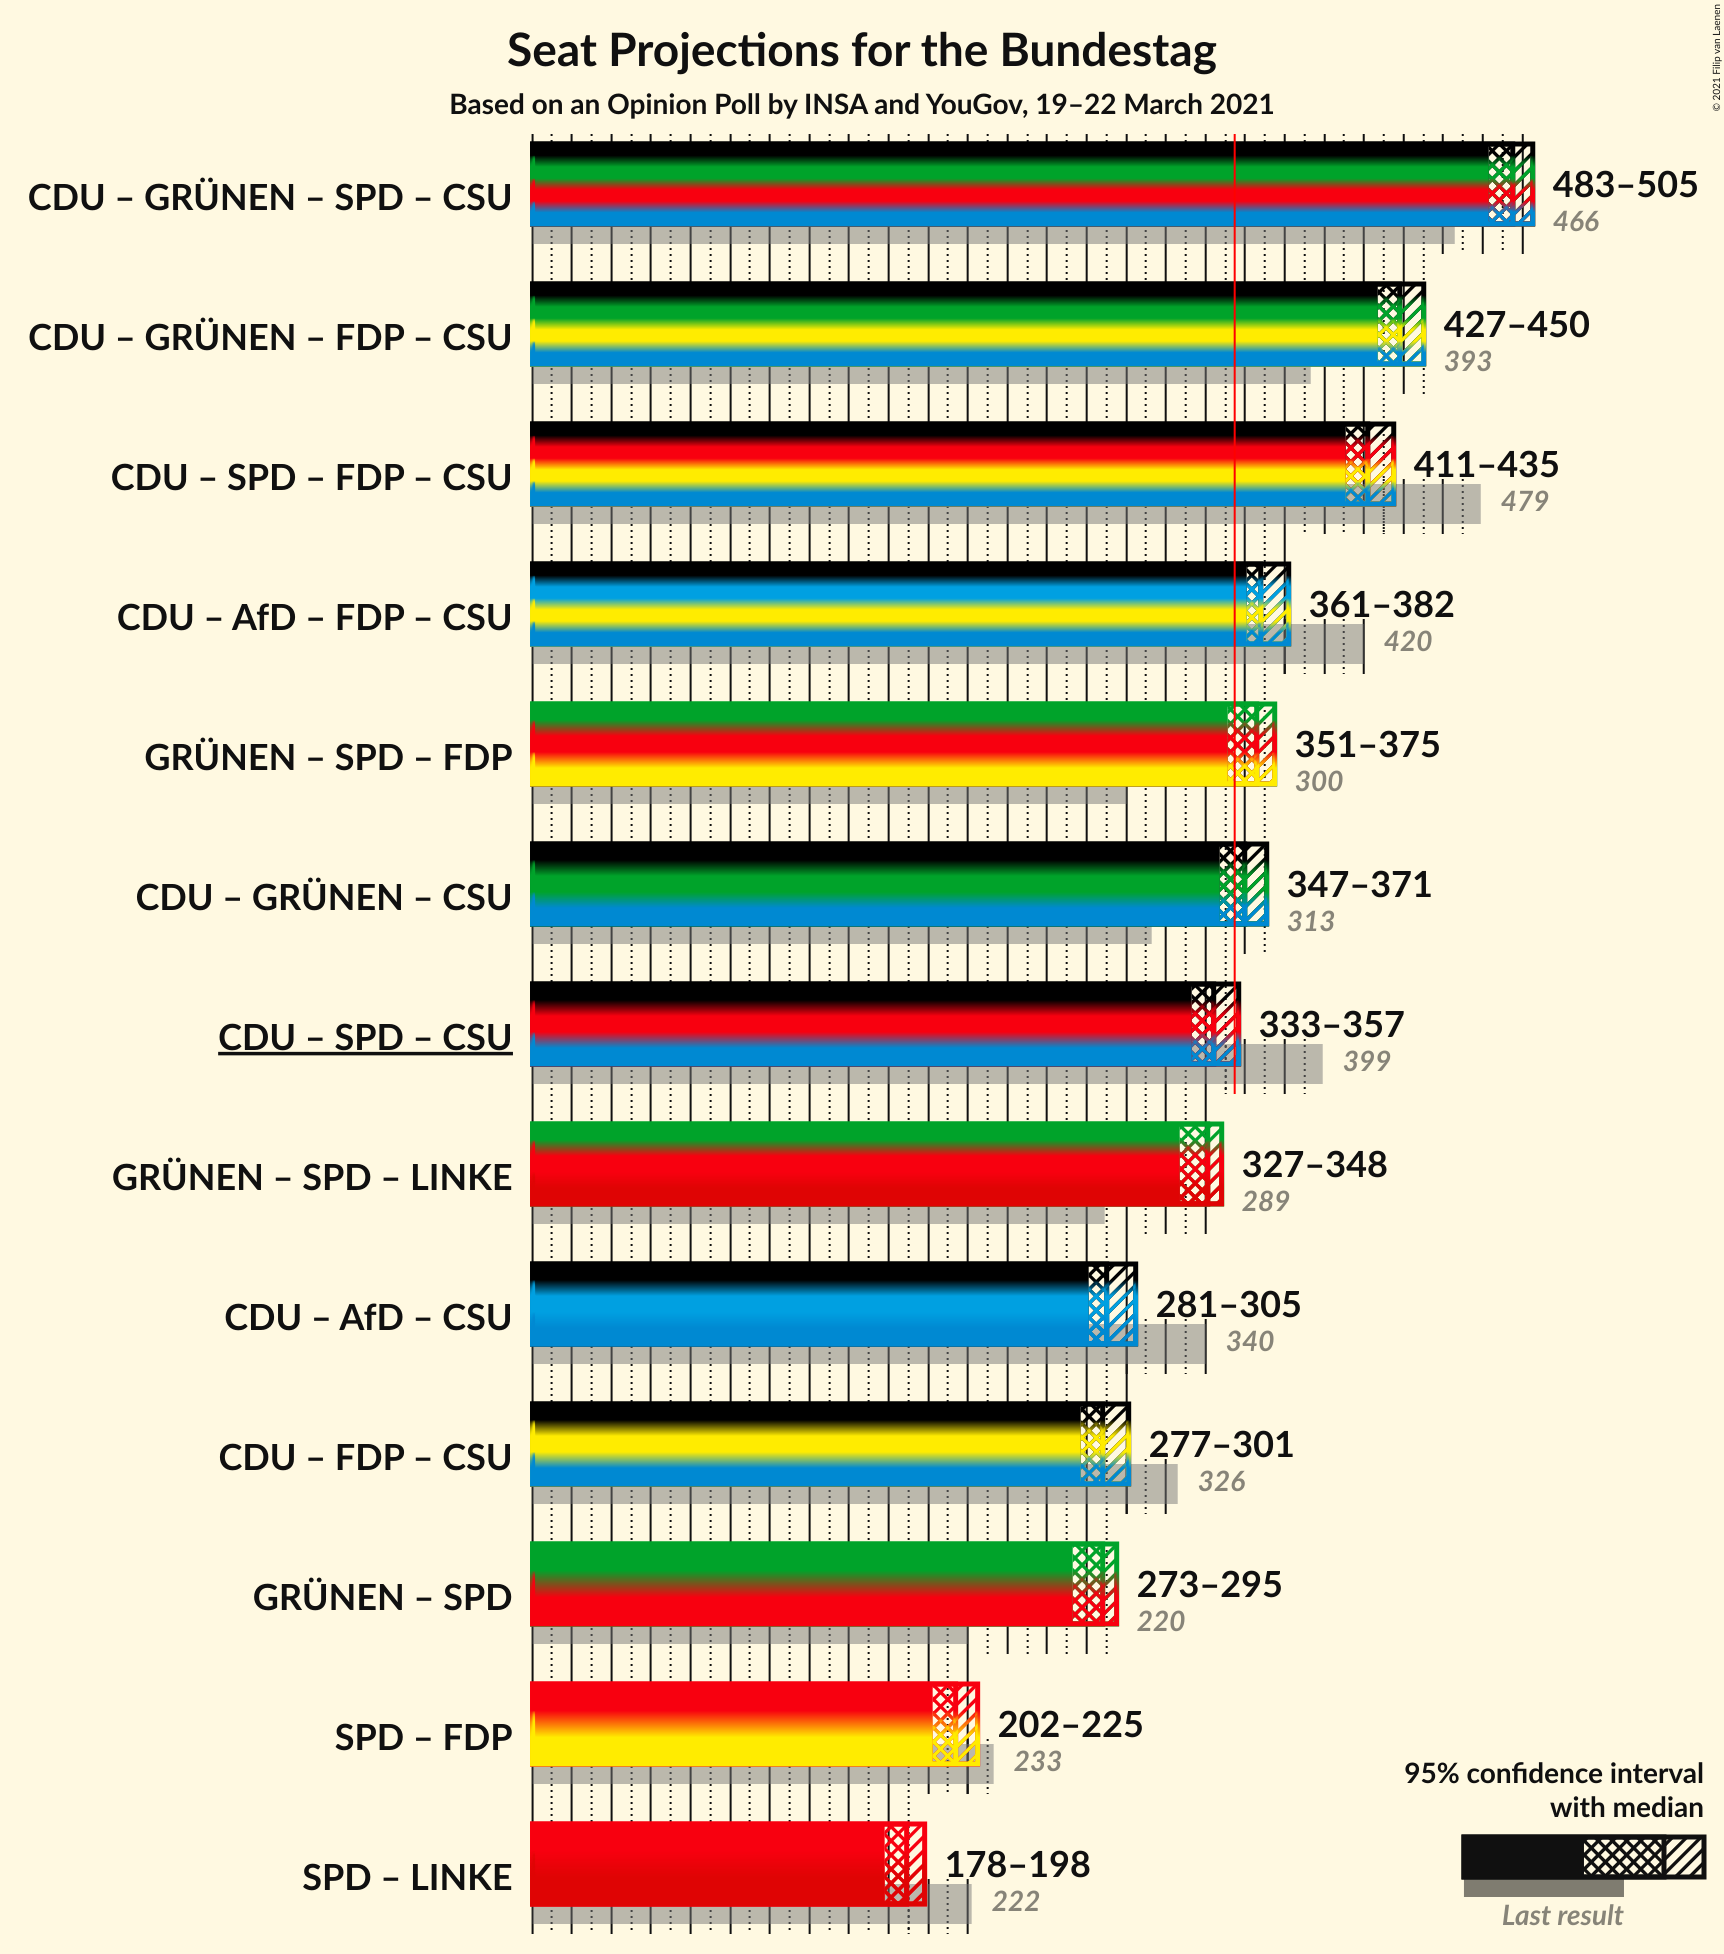 Seat Projections for the Bundestag
Based on an Opinion Poll by INSA and YouGov, 19–22 March 2021
© 2021 Filip van Laenen
CDU – GRÜNEN – SPD – CSU
483–505
466
CDU – GRÜNEN – FDP – CSU
427–450
393
CDU – SPD – FDP – CSU
411–435
479
CDU – AfD – FDP – CSU
361–382
420
GRÜNEN – SPD – FDP
351–375
300
CDU – GRÜNEN – CSU
347–371
313
CDU – SPD – CSU
333–357
399
GRÜNEN – SPD – LINKE
327–348
289
CDU – AfD – CSU
281–305
340
CDU – FDP – CSU
277–301
326
GRÜNEN – SPD
273–295
220
SPD – FDP
202–225
233
SPD – LINKE
178–198
222
95% confidence interval
with median
Last result